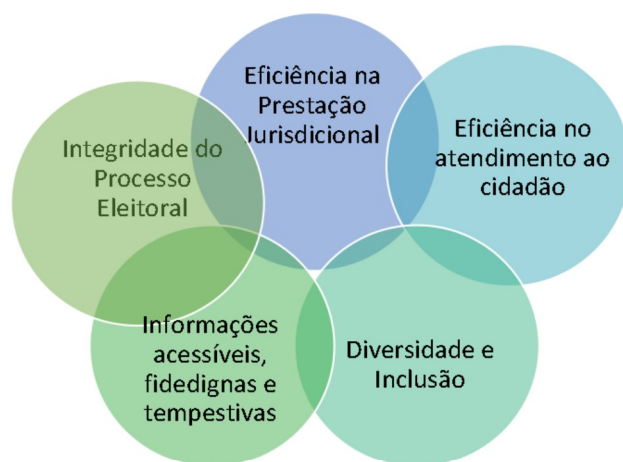 Eficiência na
Prestação
Jurisdicional
Eficiência no
atendimento ao
cidadão
Diversidade e
Inclusão
Informações
acessíveis,
fidedignas e
tempestivas
Integridade do
Processo
Eleitoral